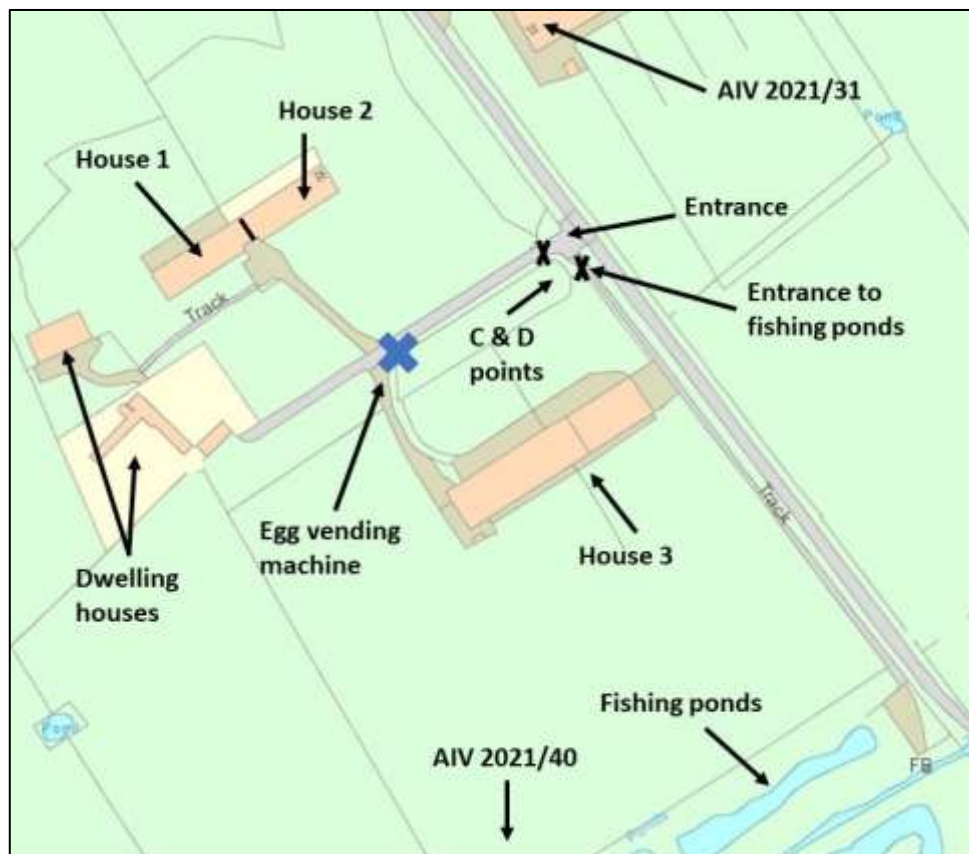 AIV 2021/31
House 2
Pond
House 1
Entrance
Track
Entrance to
fishing ponds
C & D
points
Egg vending
machine
Track
House 3
Dwelling
houses
Fishing ponds
Pond
AIV 2021/40
FB